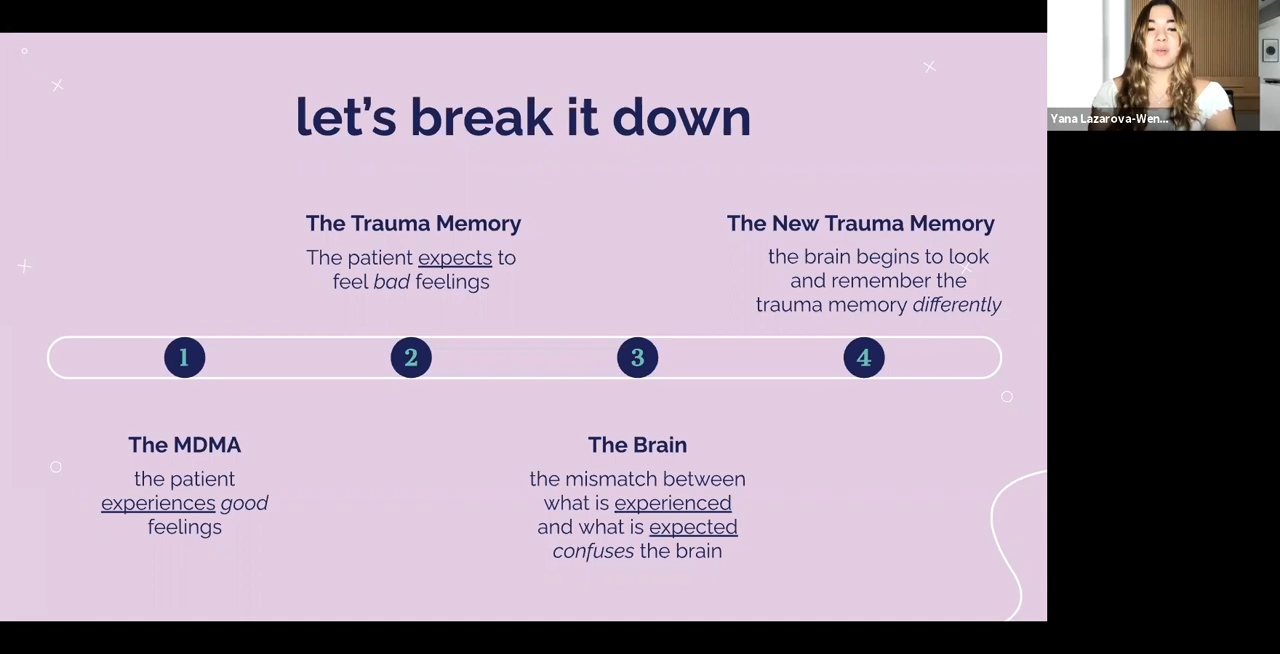 let's break it down
The Trauma Memory
The patient expects to
feel bad feelings
The New Trauma Memory
the brain begins to look
and remember the
trauma memory differently
1
2
3
4
The MDMA
the patient
experiences good
feelings
The Brain
the mismatch between
what is experienced
and what is expected
confuses the brain
Yana Lazarova-Wen...